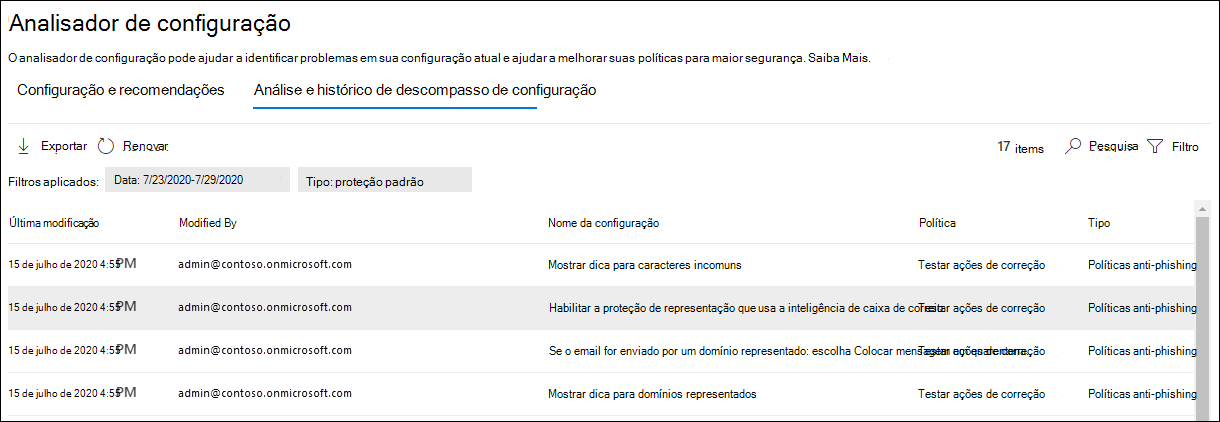 Analisador de configuração
O analisador de configuração pode ajudar a identificar problemas em sua configuração atual e ajudar a melhorar suas políticas para maior segurança. Saiba Mais.
Configuração e recomendações Análise e histórico de descompasso de configuração
Exportar Renovar 17 items Pesquisa Filtro
Filtros aplicados: Data: 7/23/2020-7/29/2020 Tipo: proteção padrão
Última modificação Modified By Nome da configuração Política Tipo
15 de julho de 2020 4:55 PM admin@contoso.onmicrosoft.com Mostrar dica para caracteres incomuns Testar ações de correção Políticas anti-phishing
15 de julho de 2020 4:55 PM admin@contoso.onmicrosoft.com Habilitar a proteção de representação que usa a inteligência de caixa de correio Testar ações de correção Políticas anti-phishing
15 de julho de 2020 4:55 PM admin@contoso.onmicrosoft.com Se o email for enviado por um domínio representado: escolha Colocar mensagem em quarentena. Testar ações de correção Políticas anti-phishing
15 de julho de 2020 4:55 PM admin@contoso.onmicrosoft.com Mostrar dica para domínios representados Testar ações de correção Políticas anti-phishing